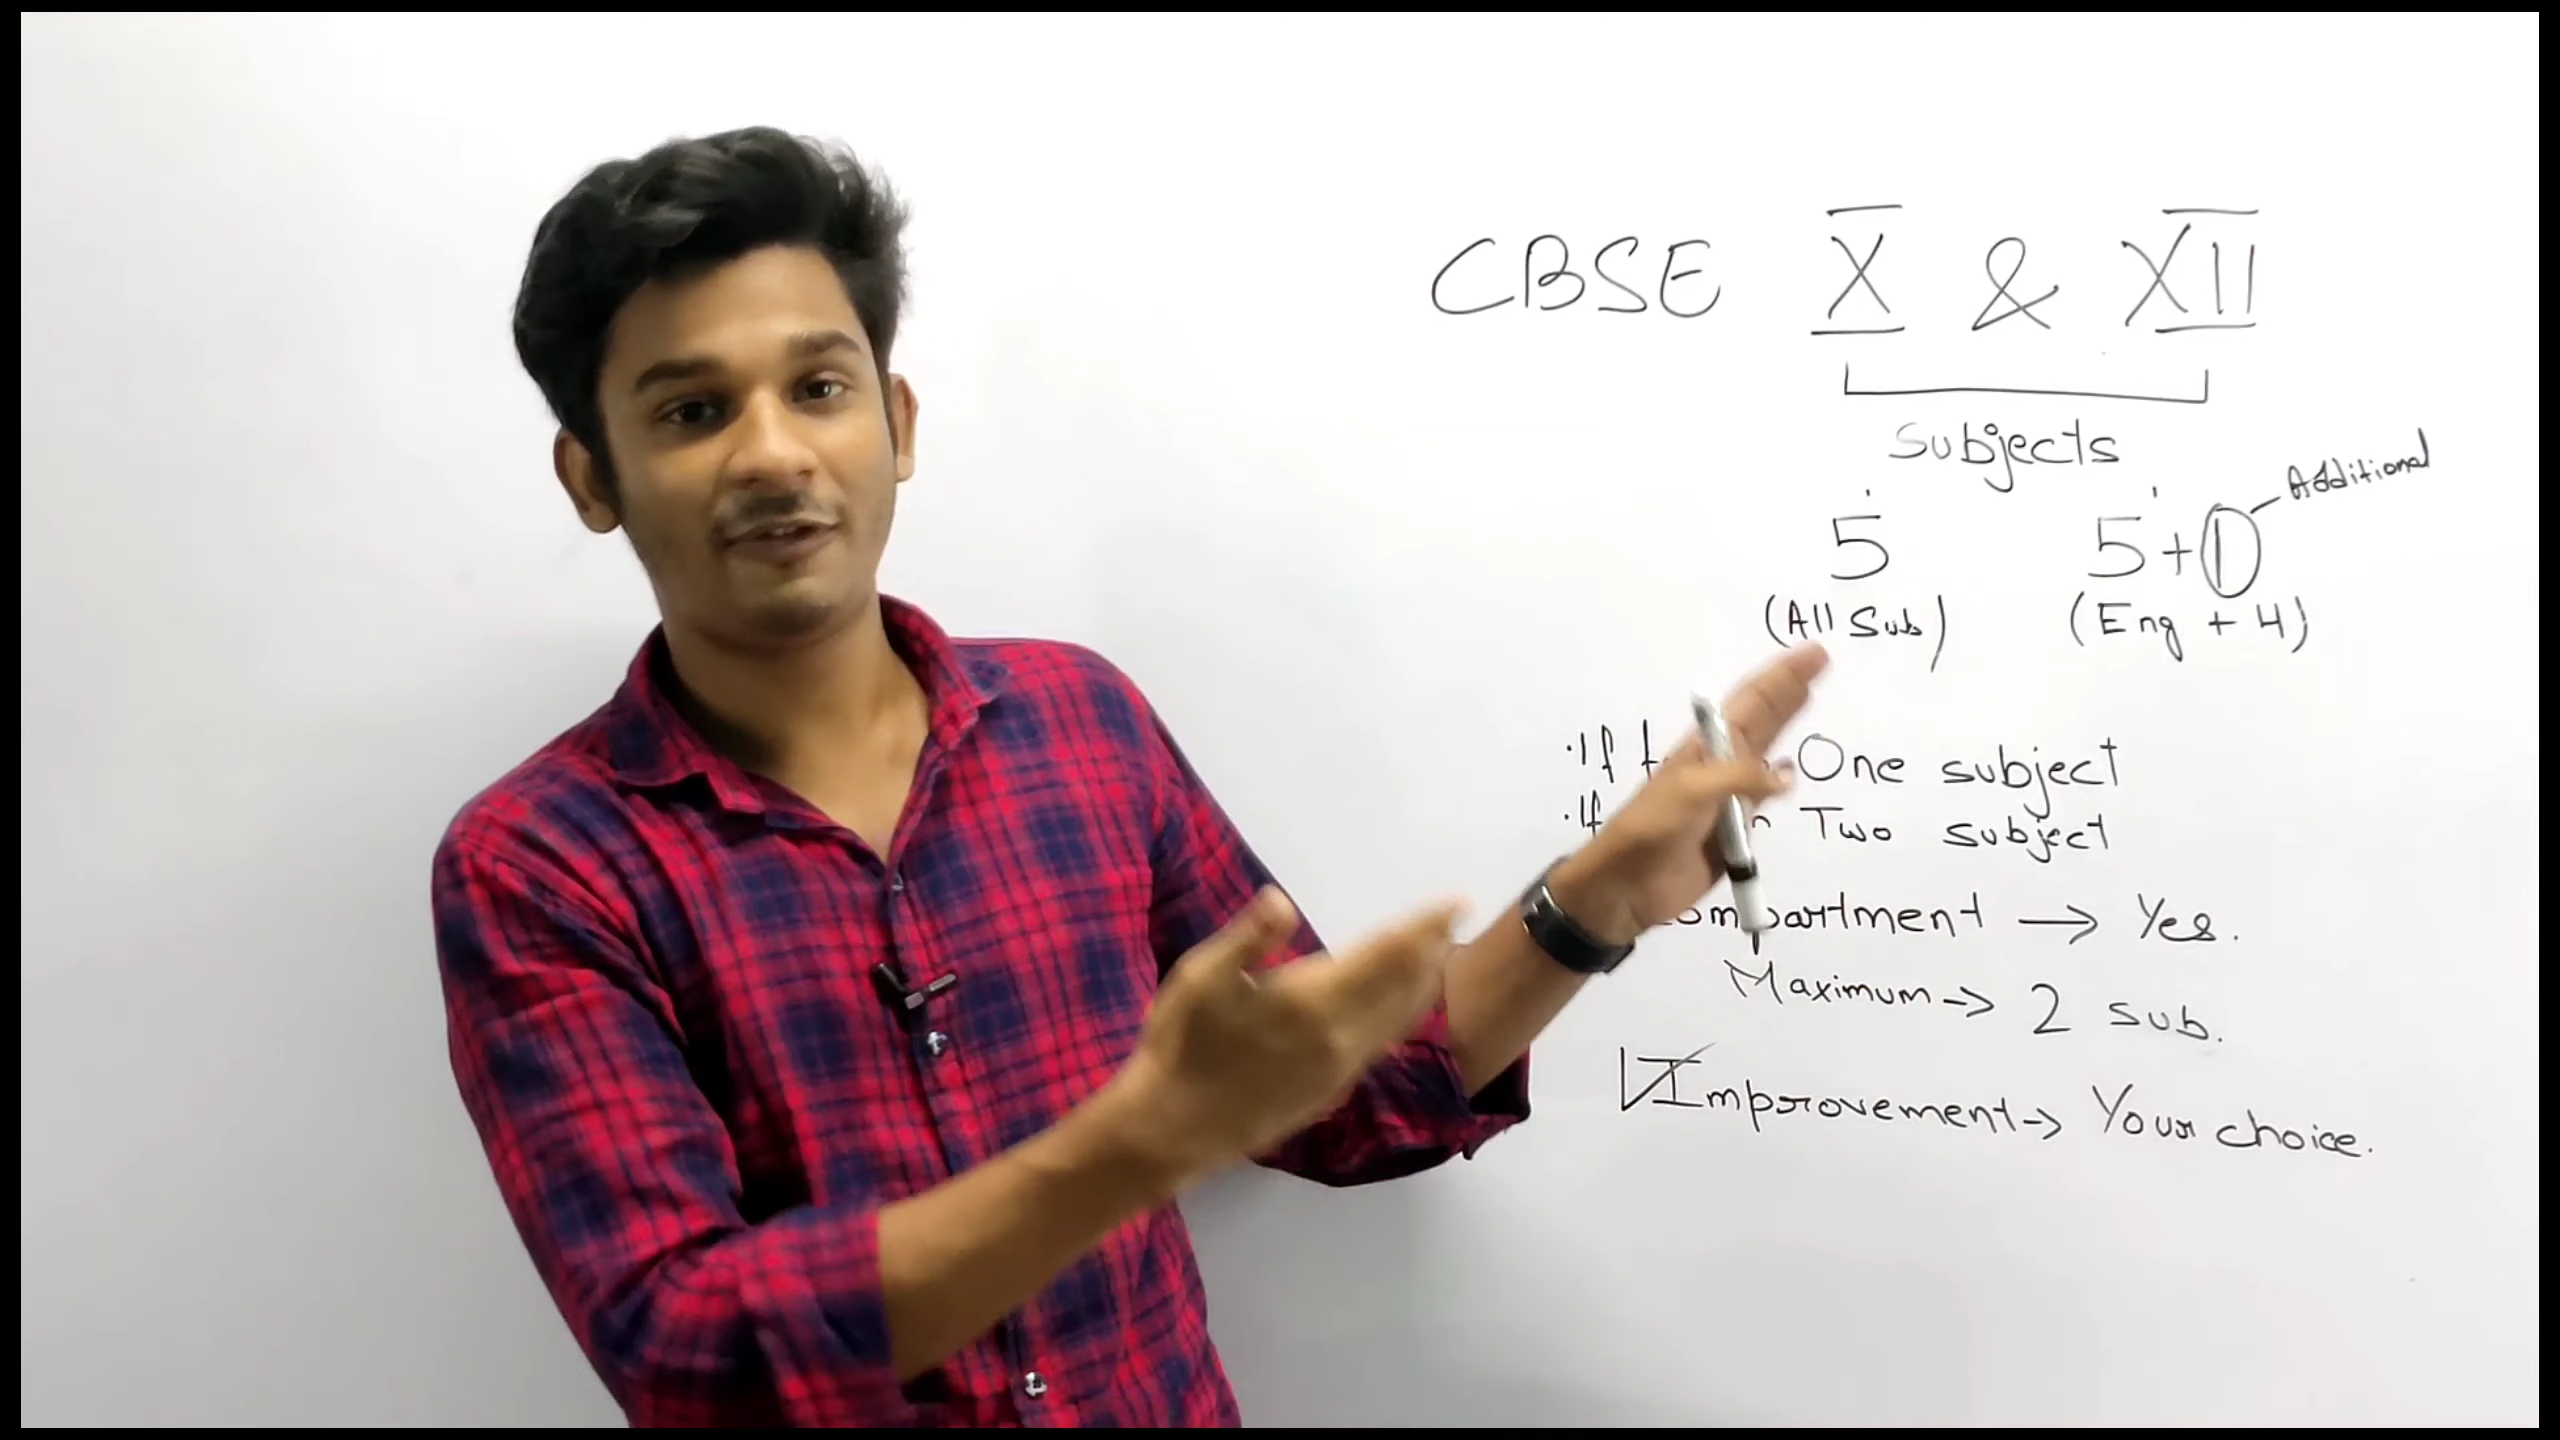 CBSE X & XII
Subjects
Additional
5 5+1
(All Sub) (Eng + 4)
·If One subject
·If Two subject
→ Yes.
Maximum → 2 sub.
Improvement → Your choice.